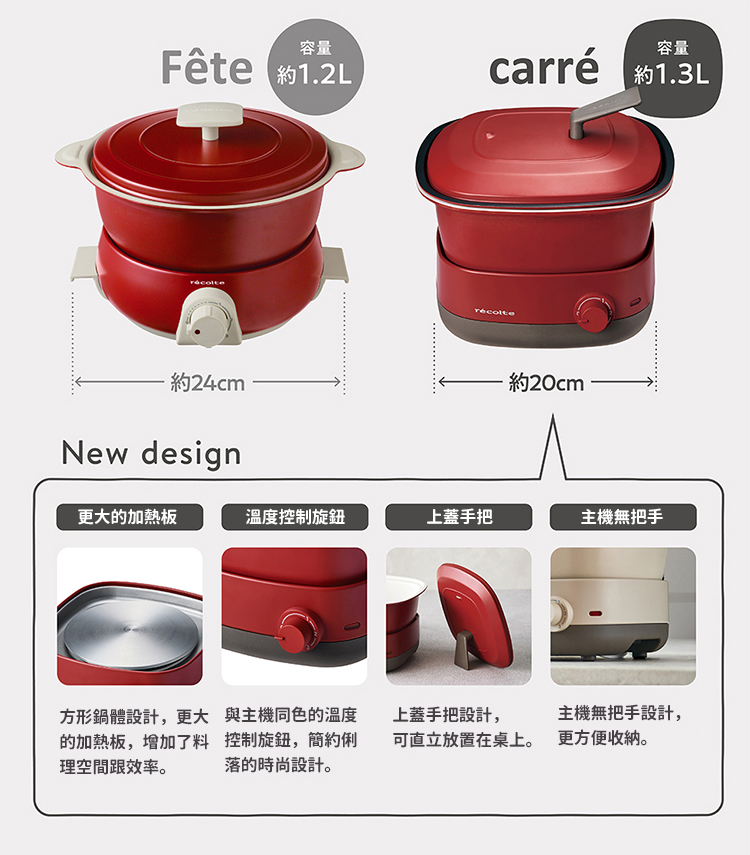 Fête
容量
約1.2L
carré
容量
約1.3L
récolte
récolte
約24cm
約20cm
New design
更大的加熱板
溫度控制旋鈕
上蓋手把
主機無把手
方形鍋體設計，更大
的加熱板，增加了料
理空間跟效率。
與主機同色的溫度
控制旋鈕，簡約俐
落的時尚設計。
上蓋手把設計，
可直立放置在桌上。
主機無把手設計，
更方便收納。